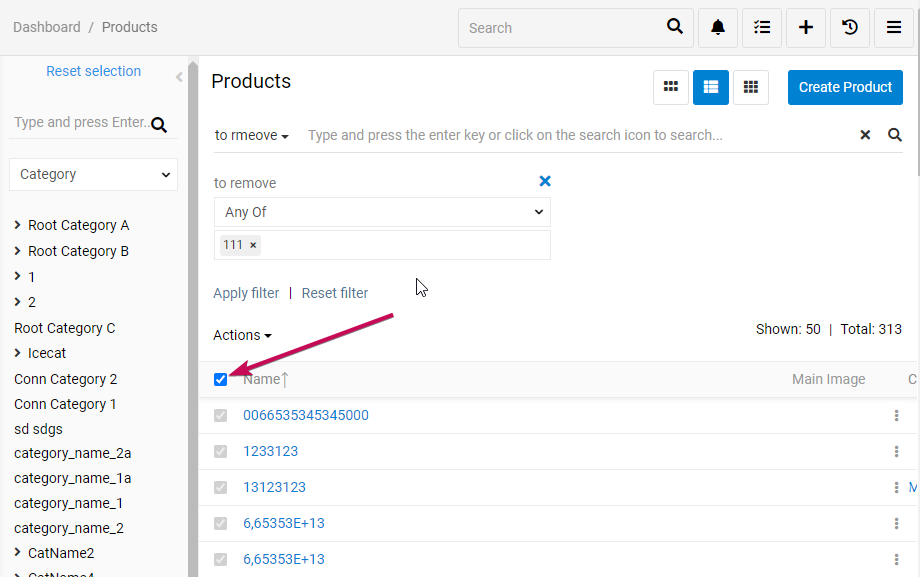 Dashboard / Products
Search
Reset selection
Type and press Enter..
Category
Root Category A
Root Category B
1
2
Root Category C
Icecat
Conn Category 2
Conn Category 1
sd sdgs
category_name_2a
category_name_1a
category_name_1
category_name_2
CatName2
CatName4
Products
Create Product
to rmeove
Type and press the enter key or click on the search icon to search...
to remove
Any Of
111 ×
Apply filter | Reset filter
Actions
Shown: 50 | Total: 313
Name↑ Main Image C
0066535345345000
1233123
13123123 M
6,65353E+13
6,65353E+13